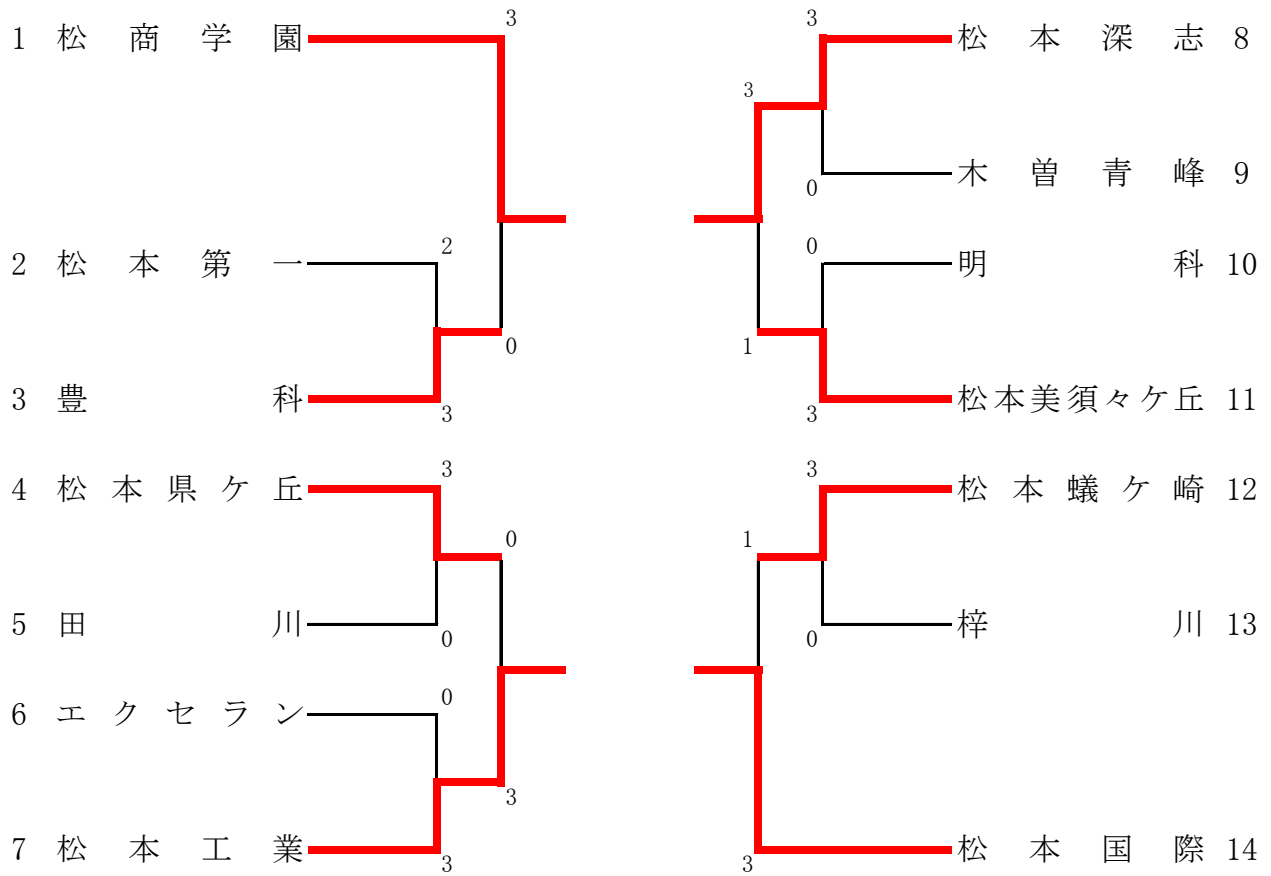 1 松商学園
3
2 松本第一
2
0
3 豊科
3
4 松本県ケ丘
3
0
5 田川
0
6 エクセラン
0
3
7 松本工業
3
3
松本深志 8
3
木曽青峰 9
0
0
明科 10
1
松本美須々ケ丘 11
3
3
松本蟻ケ崎 12
1
梓川 13
0
松本国際 14
3